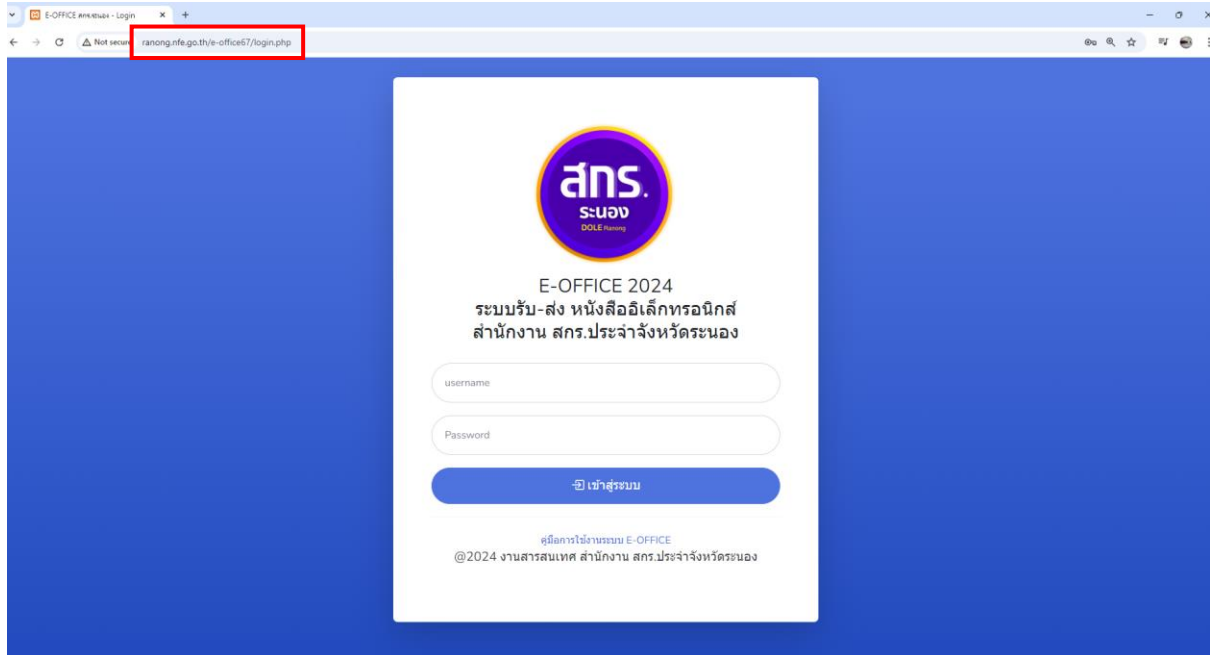 E-OFFICE สกร.ระนอง - Login
Not secure ranong.nfe.go.th/e-office67/login.php
สกร.
ระนอง
DOLE Ranong
E-OFFICE 2024
ระบบรับ-ส่ง หนังสืออิเล็กทรอนิกส์
สำนักงาน สกร.ประจำจังหวัดระนอง
username
Password
เข้าสู่ระบบ
คู่มือการใช้งานระบบ E-OFFICE
@2024 งานสารสนเทศ สำนักงาน สกร.ประจำจังหวัดระนอง